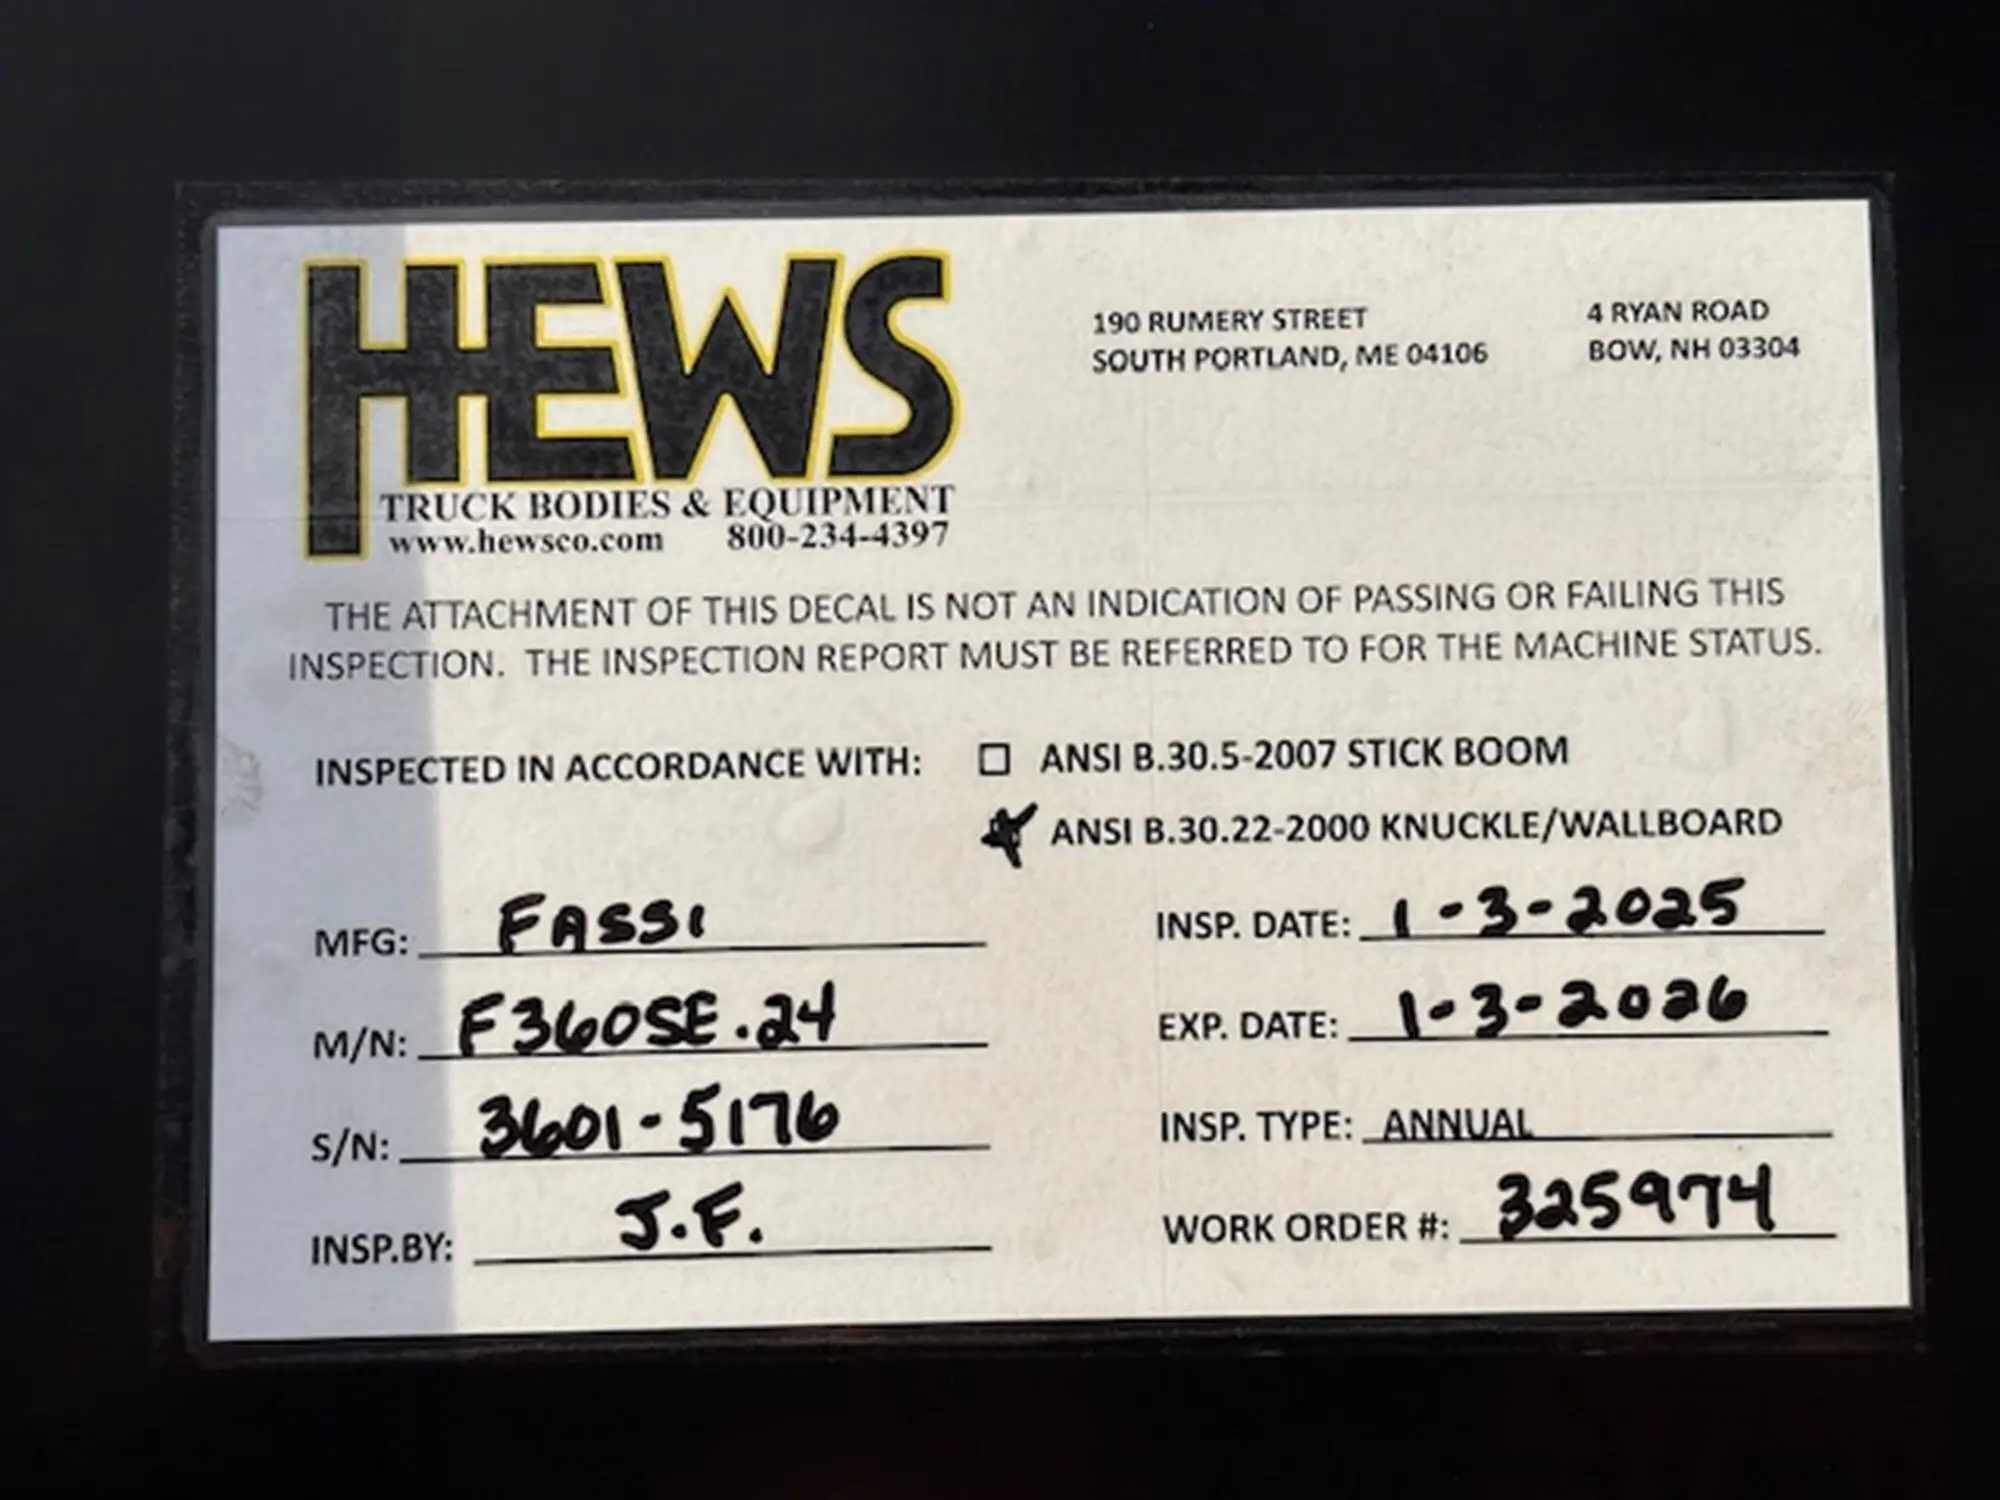 HEWS
TRUCK BODIES & EQUIPMENT
www.hewsco.com 800-234-4397
190 RUMERY STREET
SOUTH PORTLAND, ME 04106
4 RYAN ROAD
BOW, NH 03304
THE ATTACHMENT OF THIS DECAL IS NOT AN INDICATION OF PASSING OR FAILING THIS
INSPECTION. THE INSPECTION REPORT MUST BE REFERRED TO FOR THE MACHINE STATUS.
INSPECTED IN ACCORDANCE WITH: ☐ ANSI B.30.5-2007 STICK BOOM
ANSI B.30.22-2000 KNUCKLE/WALLBOARD
MFG: FASSI
M/N: F360SE.24
S/N: 3601-5176
INSP.BY: J.F.
INSP. DATE: 1-3-2025
EXP. DATE: 1-3-2026
INSP. TYPE: ANNUAL
WORK ORDER #: 325974